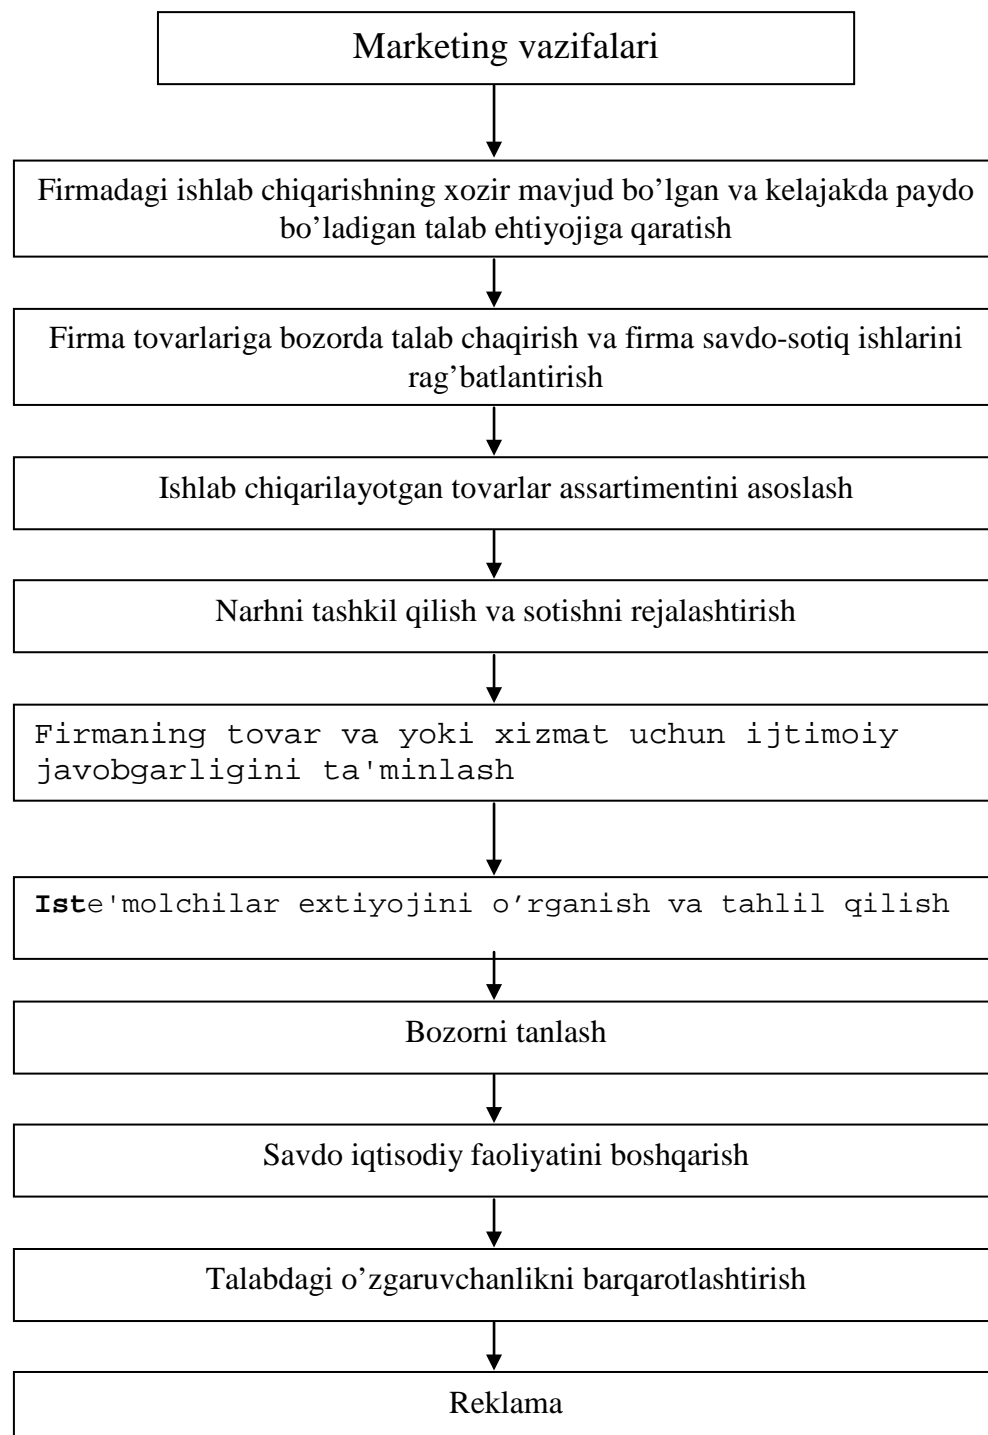 Marketing vazifalari
Firmadagi ishlab chiqarishning xozir mavjud bo’lgan va kelajakda paydo
bo’ladigan talab ehtiyojiga qaratish
Firma tovarlariga bozorda talab chaqirish va firma savdo-sotiq ishlarini
rag’batlantirish
Ishlab chiqarilayotgan tovarlar assartimentini asoslash
Narhni tashkil qilish va sotishni rejalashtirish
Firmaning tovar va yoki xizmat uchun ijtimoiy
javobgarligini ta'minlash
Iste'molchilar extiyojini o’rganish va tahlil qilish
Bozorni tanlash
Savdo iqtisodiy faoliyatini boshqarish
Talabdagi o’zgaruvchanlikni barqarotlashtirish
Reklama